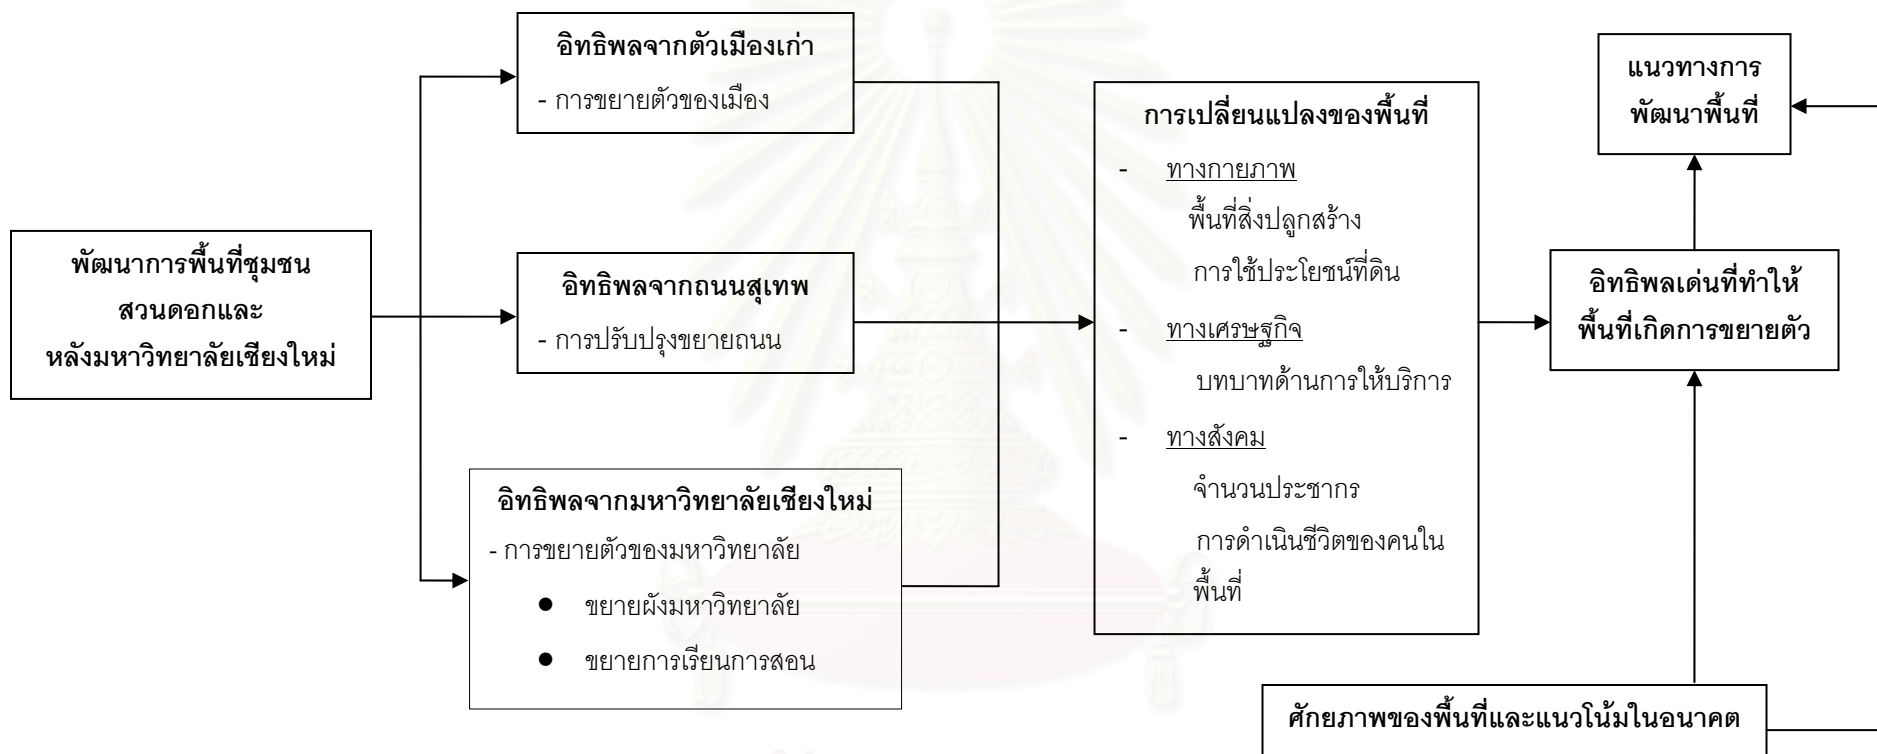 พัฒนาการพื้นที่ชุมชน
สวนดอกและ
หลังมหาวิทยาลัยเชียงใหม่
อิทธิพลจากตัวเมืองเก่า
- การขยายตัวของเมือง
อิทธิพลจากถนนสุเทพ
- การปรับปรุงขยายถนน
อิทธิพลจากมหาวิทยาลัยเชียงใหม่
- การขยายตัวของมหาวิทยาลัย
● ขยายผังมหาวิทยาลัย
● ขยายการเรียนการสอน
การเปลี่ยนแปลงของพื้นที่
- ทางกายภาพ
พื้นที่สิ่งปลูกสร้าง
การใช้ประโยชน์ที่ดิน
- ทางเศรษฐกิจ
บทบาทด้านการให้บริการ
- ทางสังคม
จำนวนประชากร
การดำเนินชีวิตของคนใน
พื้นที่
แนวทางการ
พัฒนาพื้นที่
อิทธิพลเด่นที่ทำให้
พื้นที่เกิดการขยายตัว
ศักยภาพของพื้นที่และแนวโน้มในอนาคต